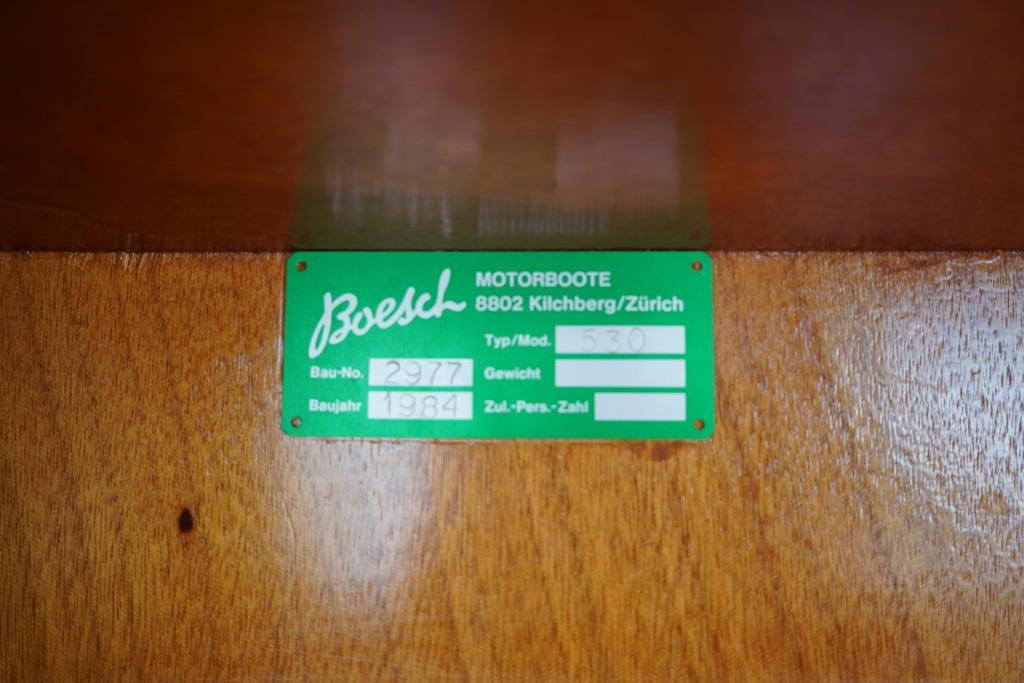 Boesch
MOTORBOOTE
8802 Kilchberg/Zürich
Typ/Mod. 530
Bau-No. 2977
Gewicht
Baujahr 1984
Zul.-Pers.-Zahl